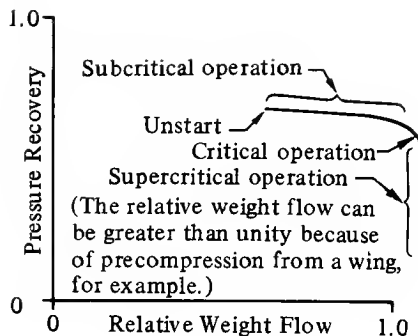 1.0
Subcritical operation
Unstart
Critical operation
Supercritical operation
(The relative weight flow can
be greater than unity because
of precompression from a wing,
for example.)
Pressure Recovery
0
0
1.0
Relative Weight Flow